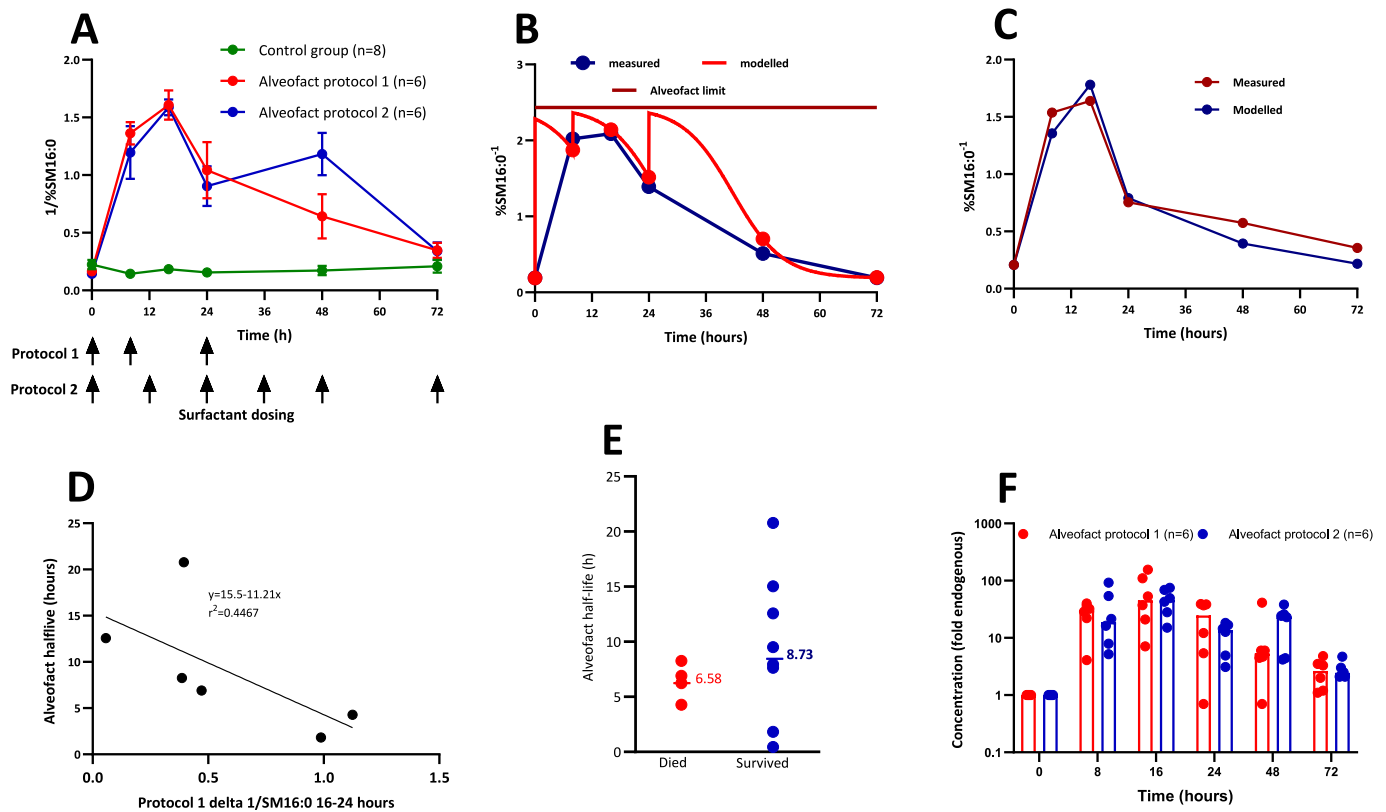 A
Control group (n=8)
Alveofact protocol 1 (n=6)
Alveofact protocol 2 (n=6)
1/%SM16:0
2.0
1.5
1.0
0.5
0.0
0 12 24 36 48 60 72
Time (h)
Protocol 1
Protocol 2
Surfactant dosing
B
measured modelled
Alveofact limit
%SM16:0-1
3
2
1
0
0 12 24 36 48 60 72
Time (hours)
C
Measured
Modelled
%SM16:0-1
2.0
1.5
1.0
0.5
0.0
0 12 24 36 48 60 72
Time (hours)
D
Alveofact halflive (hours)
25
20
15
10
5
0
y=15.5-11.21x
r2=0.4467
0.0 0.5 1.0 1.5
Protocol 1 delta 1/SM16:0 16-24 hours
E
Alveofact half-life (h)
25
20
15
10
5
0
6.58
8.73
Died Survived
F
Alveofact protocol 1 (n=6) Alveofact protocol 2 (n=6)
Concentration (fold endogenous)
1000
100
10
1
0.1
0 8 16 24 48 72
Time (hours)